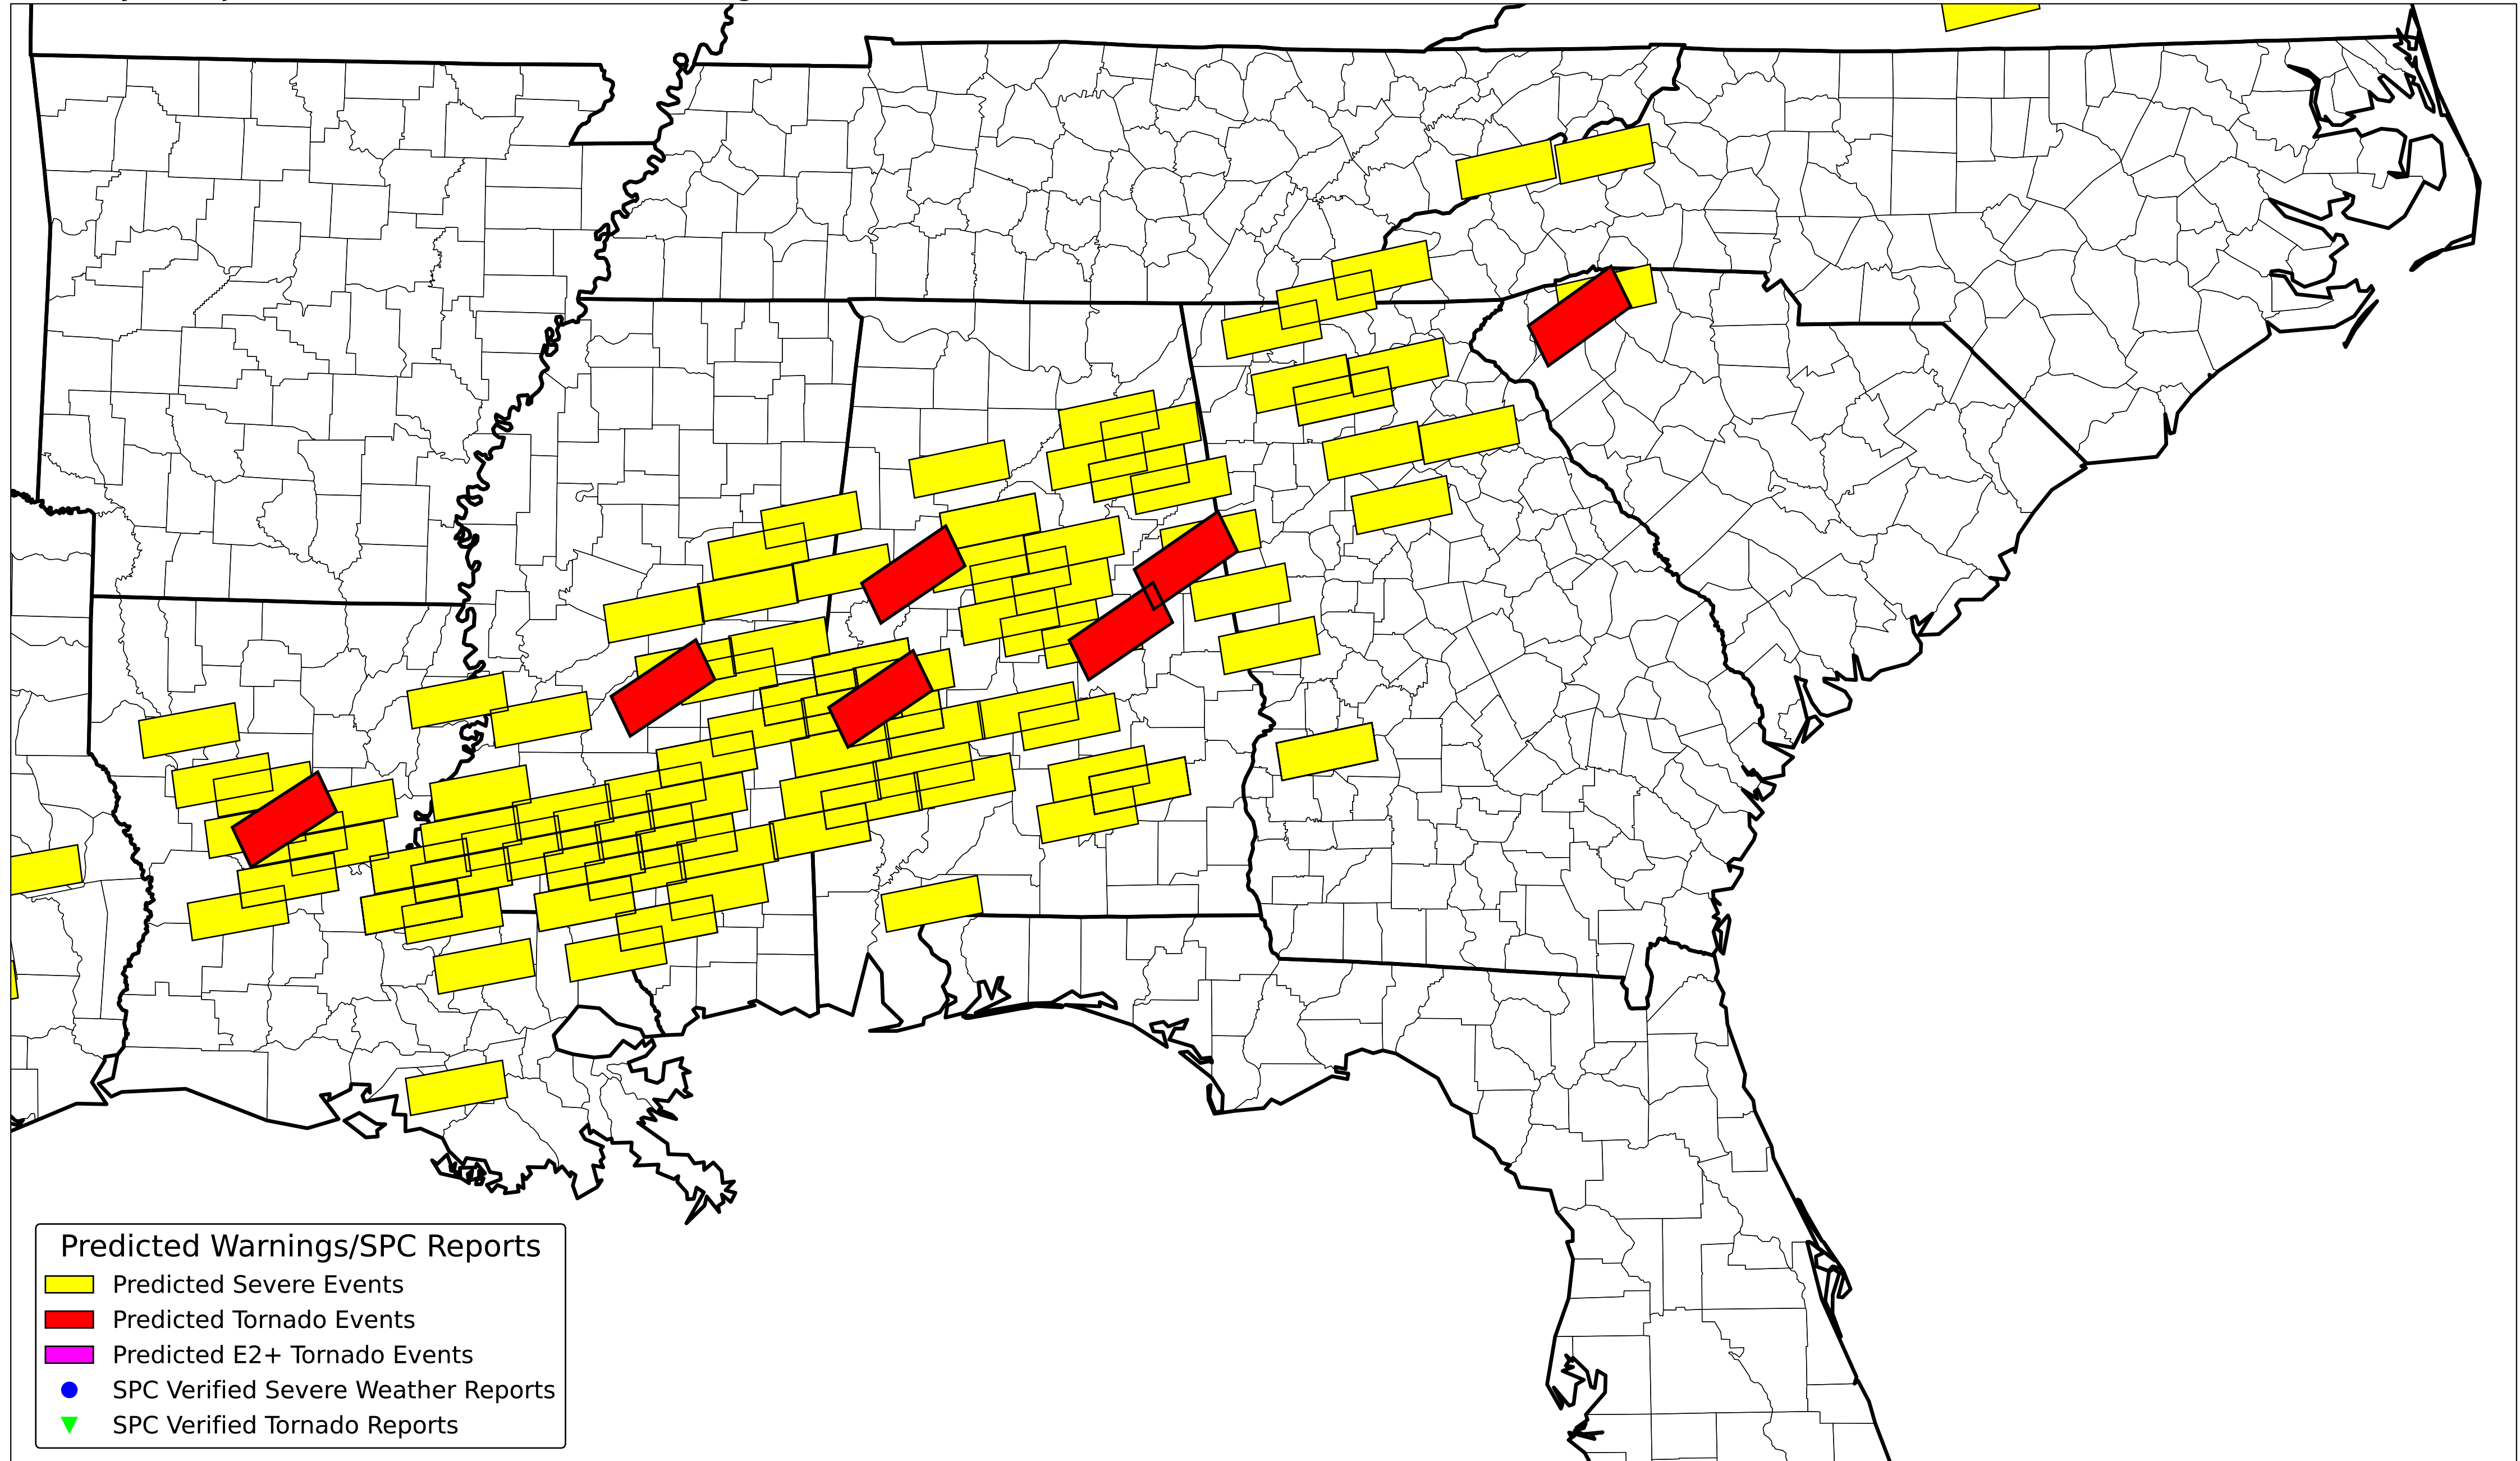 Predicted Warnings/SPC Reports
Predicted Severe Events
Predicted Tornado Events
Predicted E2+ Tornado Events
SPC Verified Severe Weather Reports
SPC Verified Tornado Reports